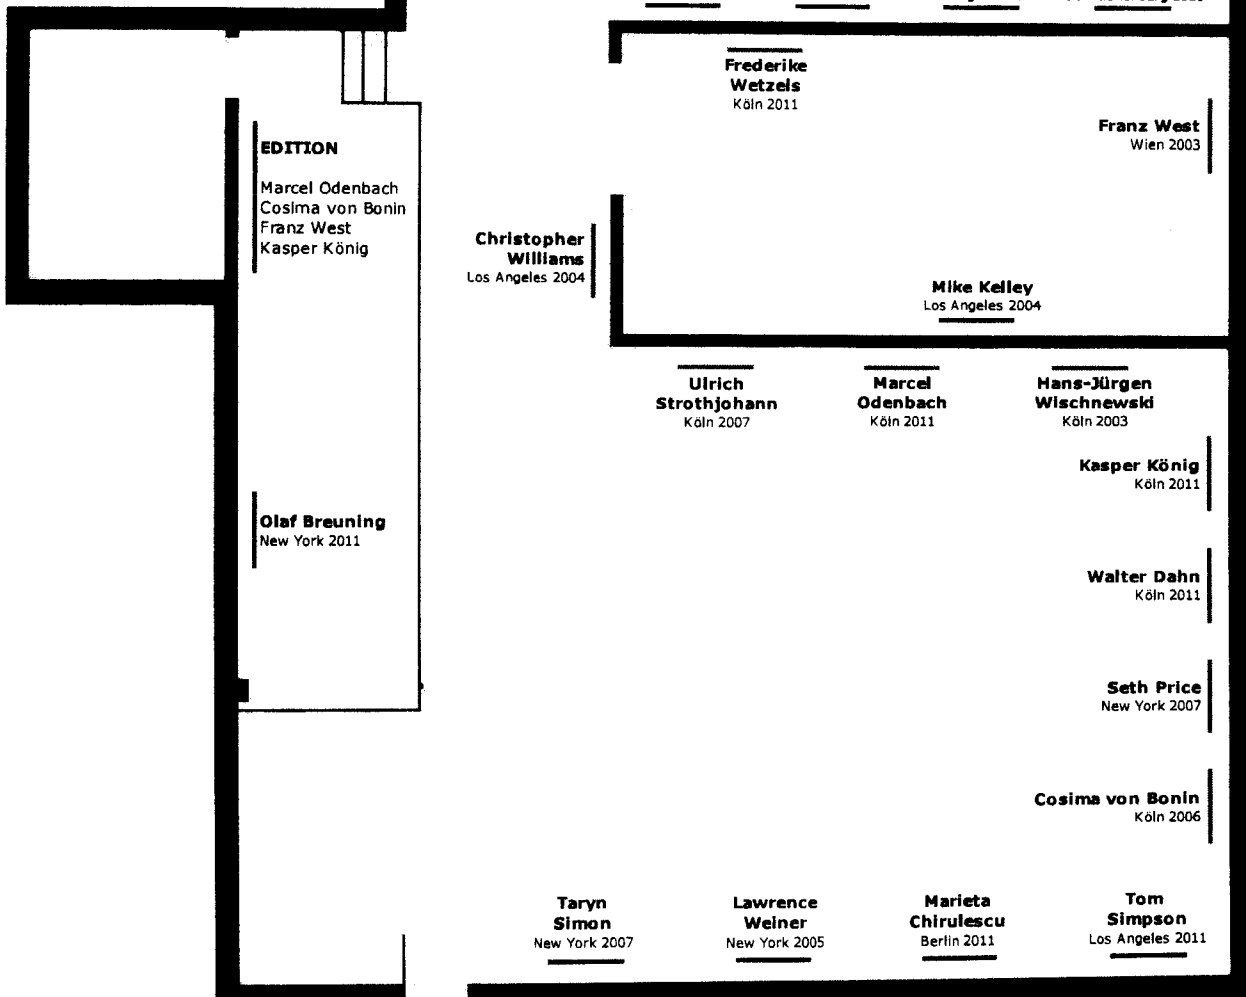 Frederike
Wetzels
Köln 2011
Franz West
Wien 2003
EDITION
Marcel Odenbach
Cosima von Bonin
Franz West
Kasper König
Christopher
Williams
Los Angeles 2004
Mike Kelley
Los Angeles 2004
Ulrich
Strothjohann
Köln 2007
Marcel
Odenbach
Köln 2011
Hans-Jürgen
Wischnewski
Köln 2003
Kasper König
Köln 2011
Olaf Breuning
New York 2011
Walter Dahn
Köln 2011
Seth Price
New York 2007
Cosima von Bonin
Köln 2006
Taryn
Simon
New York 2007
Lawrence
Weiner
New York 2005
Marieta
Chirulescu
Berlin 2011
Tom
Simpson
Los Angeles 2011